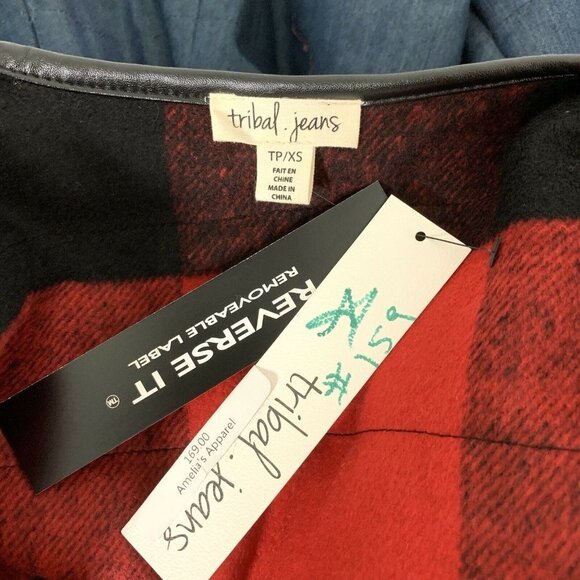 tribal.jeans
TP/XS
FAIT EN
CHINE
MADE IN
CHINA
REVERSE IT ™
REMOVEABLE LABEL
#159
tribal.jeans
169.00
Amelia's Apparel